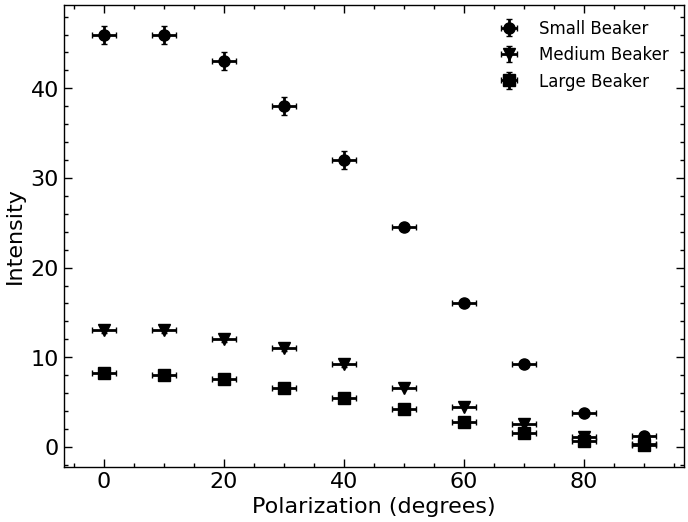 Small Beaker
Medium Beaker
Large Beaker
40
30
20
10
0
Intensity
0 20 40 60 80
Polarization (degrees)